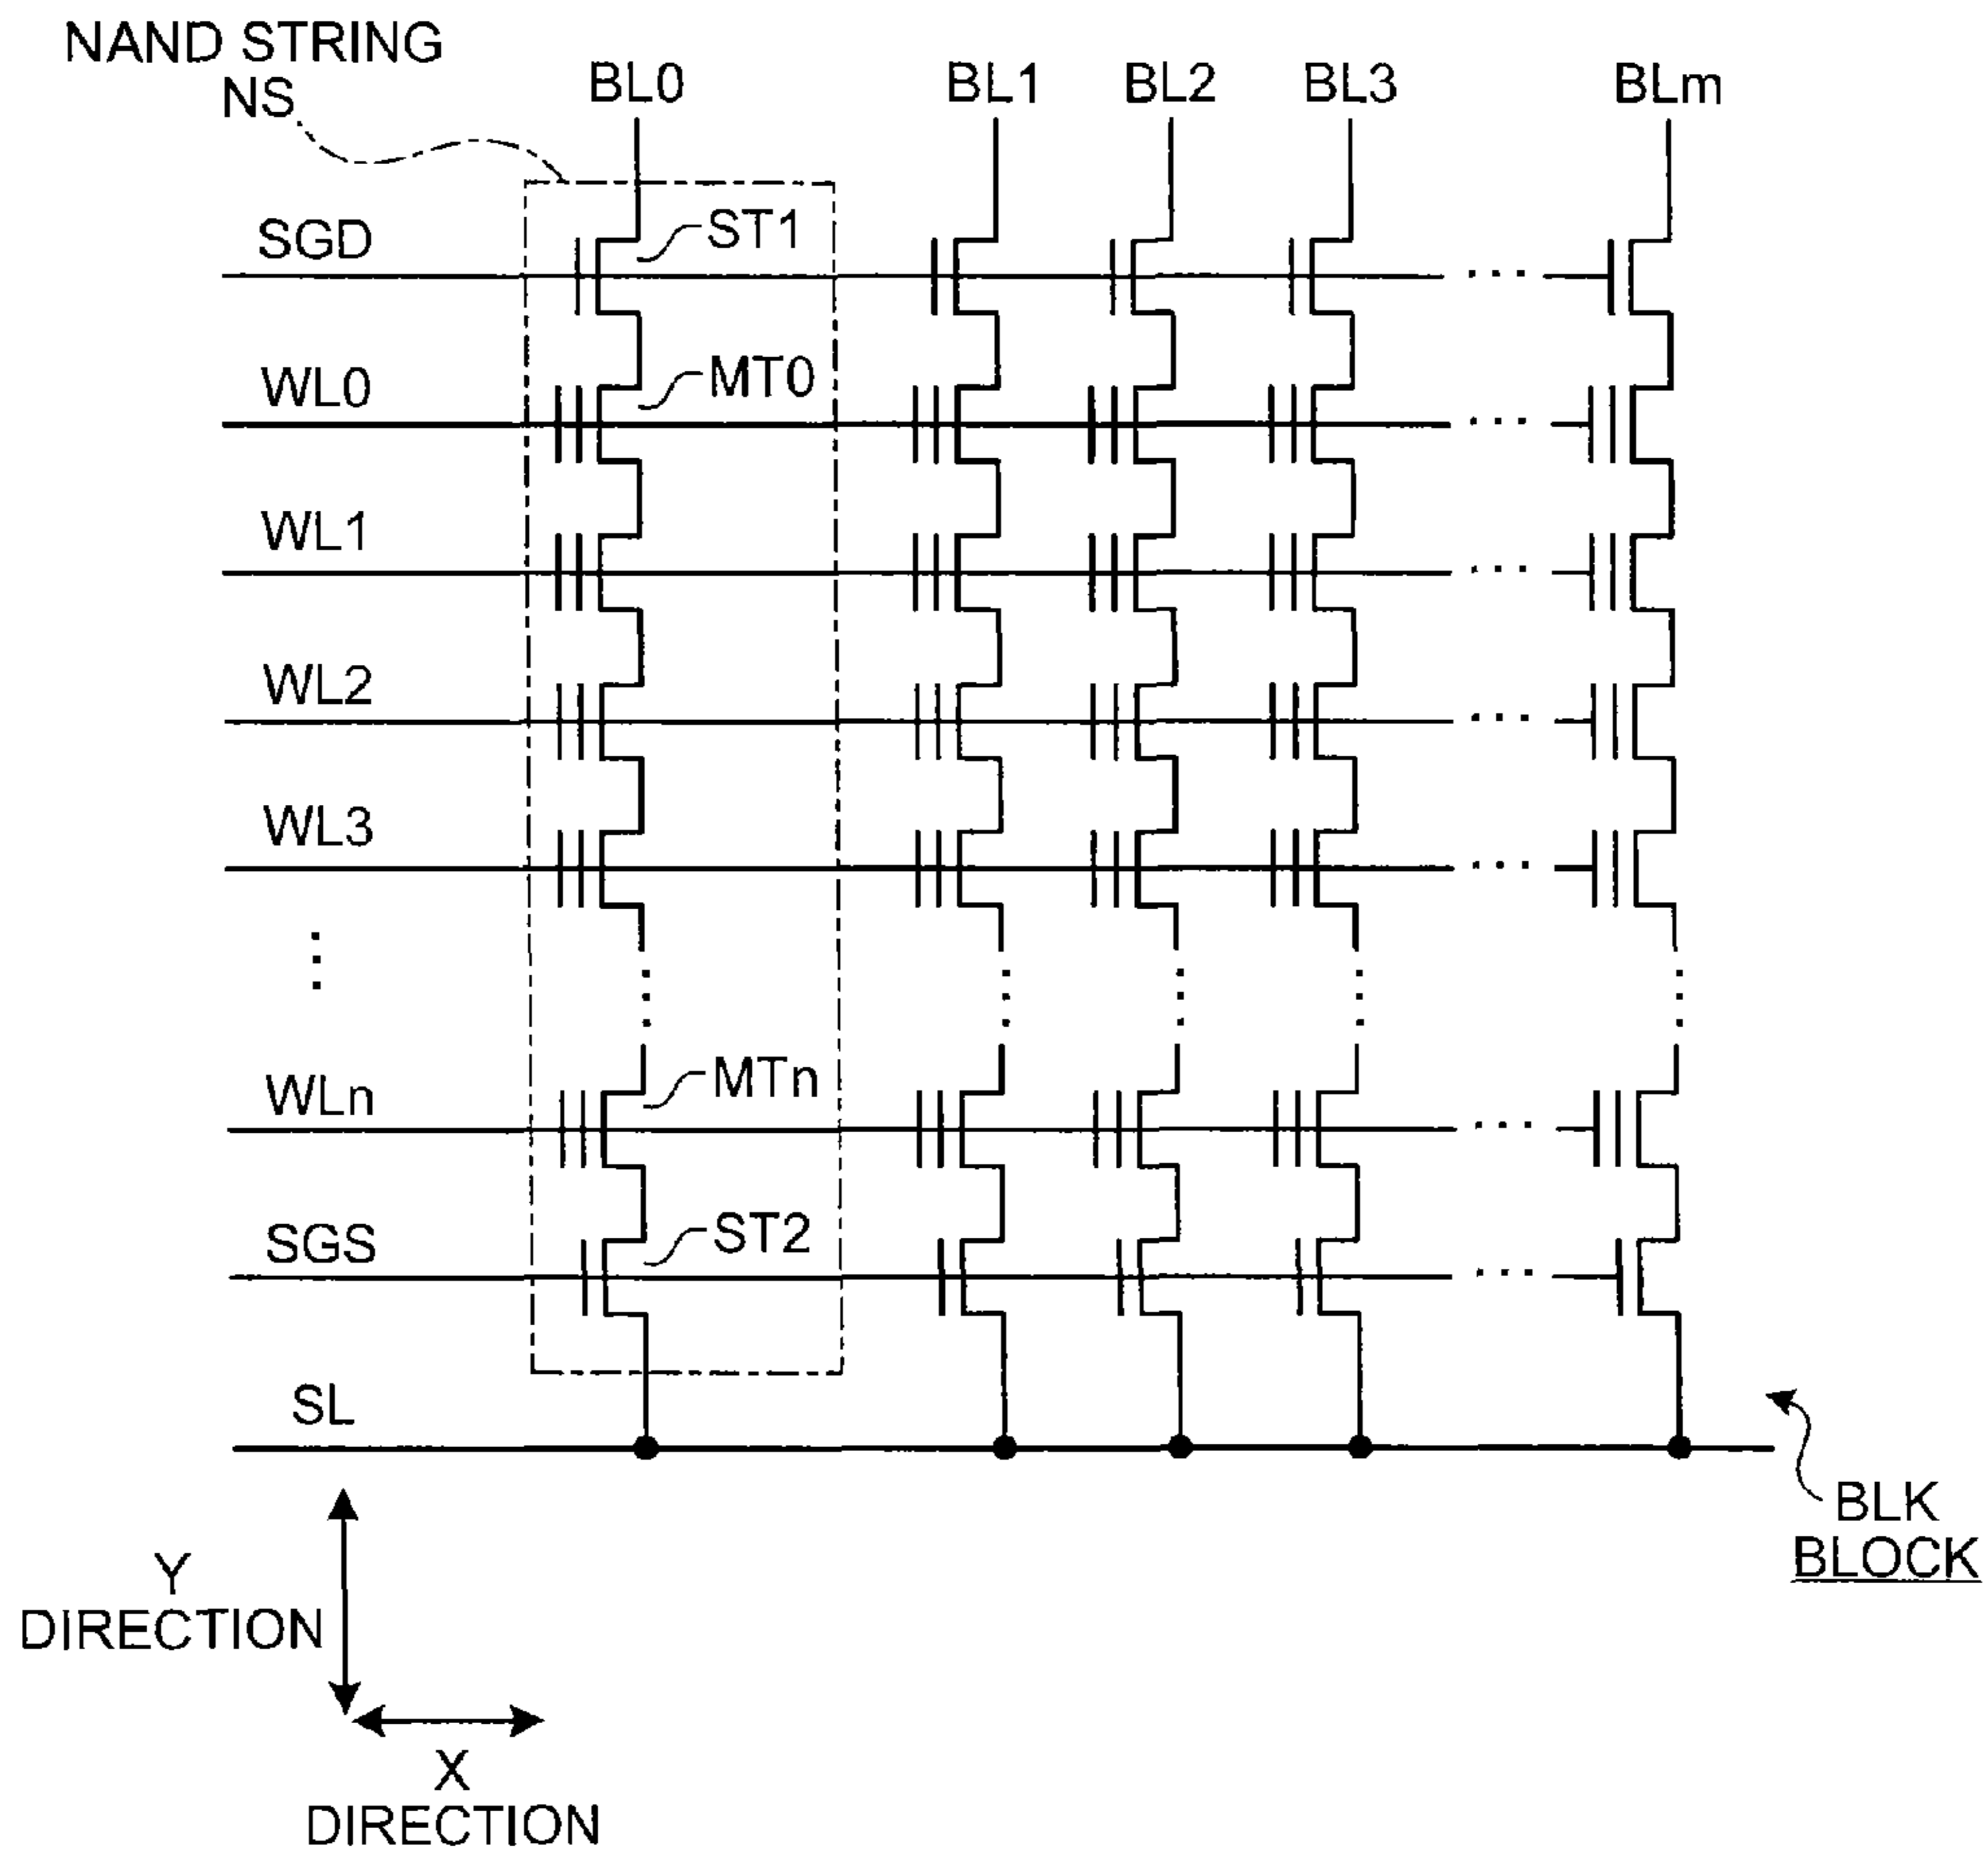 NAND STRING
NS
BL0 BL1 BL2 BL3 BLm
SGD ST1
WL0 MT0
WL1
WL2
WL3
WLn MTn
SGS ST2
SL
BLK
BLOCK
Y
DIRECTION
X
DIRECTION